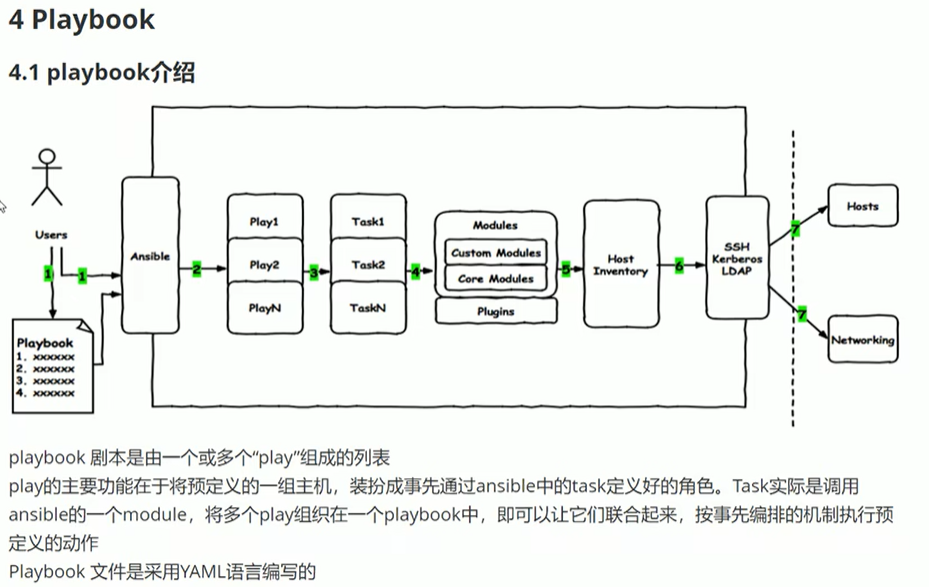 4 Playbook
4.1 playbook介绍
Users
1
1
Playbook
1. xxxxxx
2. xxxxxx
3. xxxxxx
4. xxxxxx
Ansible
2
Play1
Play2
PlayN
3
Task1
Task2
TaskN
4
Modules
Custom Modules
Core Modules
Plugins
5
Host
Inventory
6
SSH
Kerberos
LDAP
7
Hosts
7
Networking
playbook 剧本是由一个或多个“play”组成的列表
play的主要功能在于将预定义的一组主机，装扮成事先通过ansible中的task定义好的角色。Task实际是调用
ansible的一个module，将多个play组织在一个playbook中，即可以让它们联合起来，按事先编排的机制执行预
定义的动作
Playbook 文件是采用YAML语言编写的